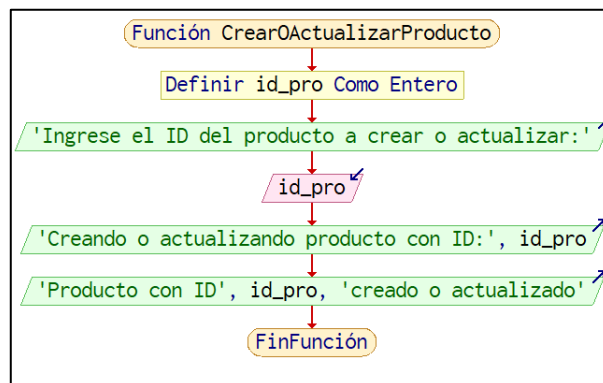 Función CrearOActualizarProducto
Definir id_pro Como Entero
'Ingrese el ID del producto a crear o actualizar:'
id_pro
'Creando o actualizando producto con ID:', id_pro
'Producto con ID', id_pro, 'creado o actualizado'
FinFunción